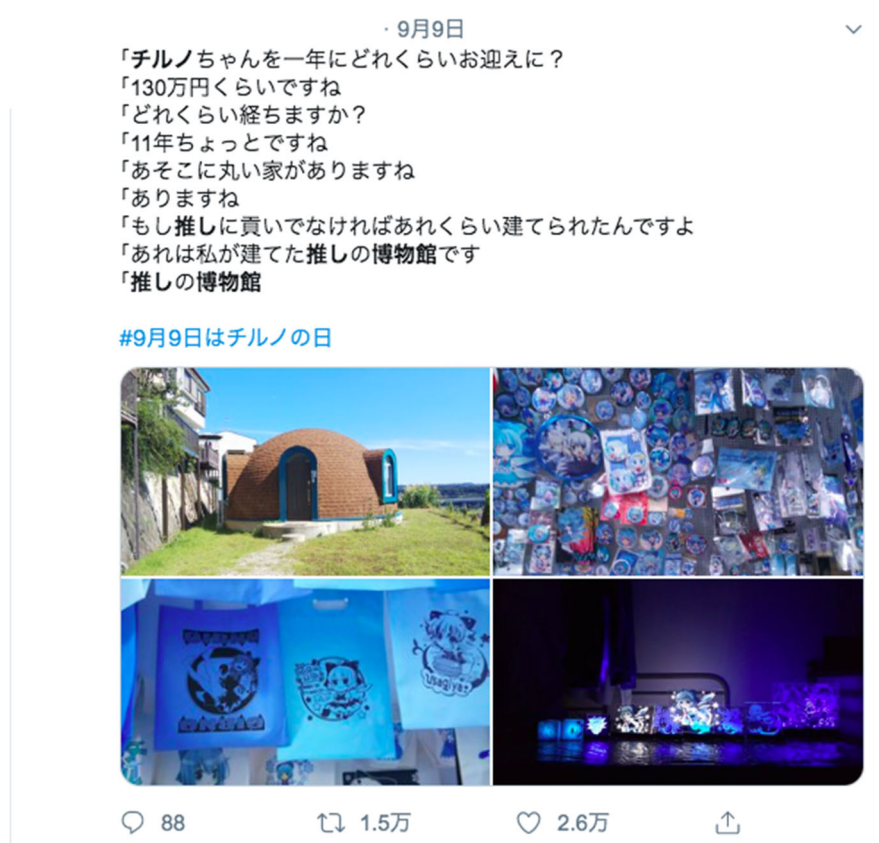 · 9月9日
「チルノちゃんを一年にどれくらいお迎えに？
「130万円くらいですね
「どれくらい経ちますか？
「11年ちょっとですね
「あそこに丸い家がありますね
「ありますね
「もし推しに貢いでなければあれくらい建てられたんですよ
「あれは私が建てた推しの博物館です
「推しの博物館
#9月9日はチルノの日
Usagiya
88 1.5万 2.6万